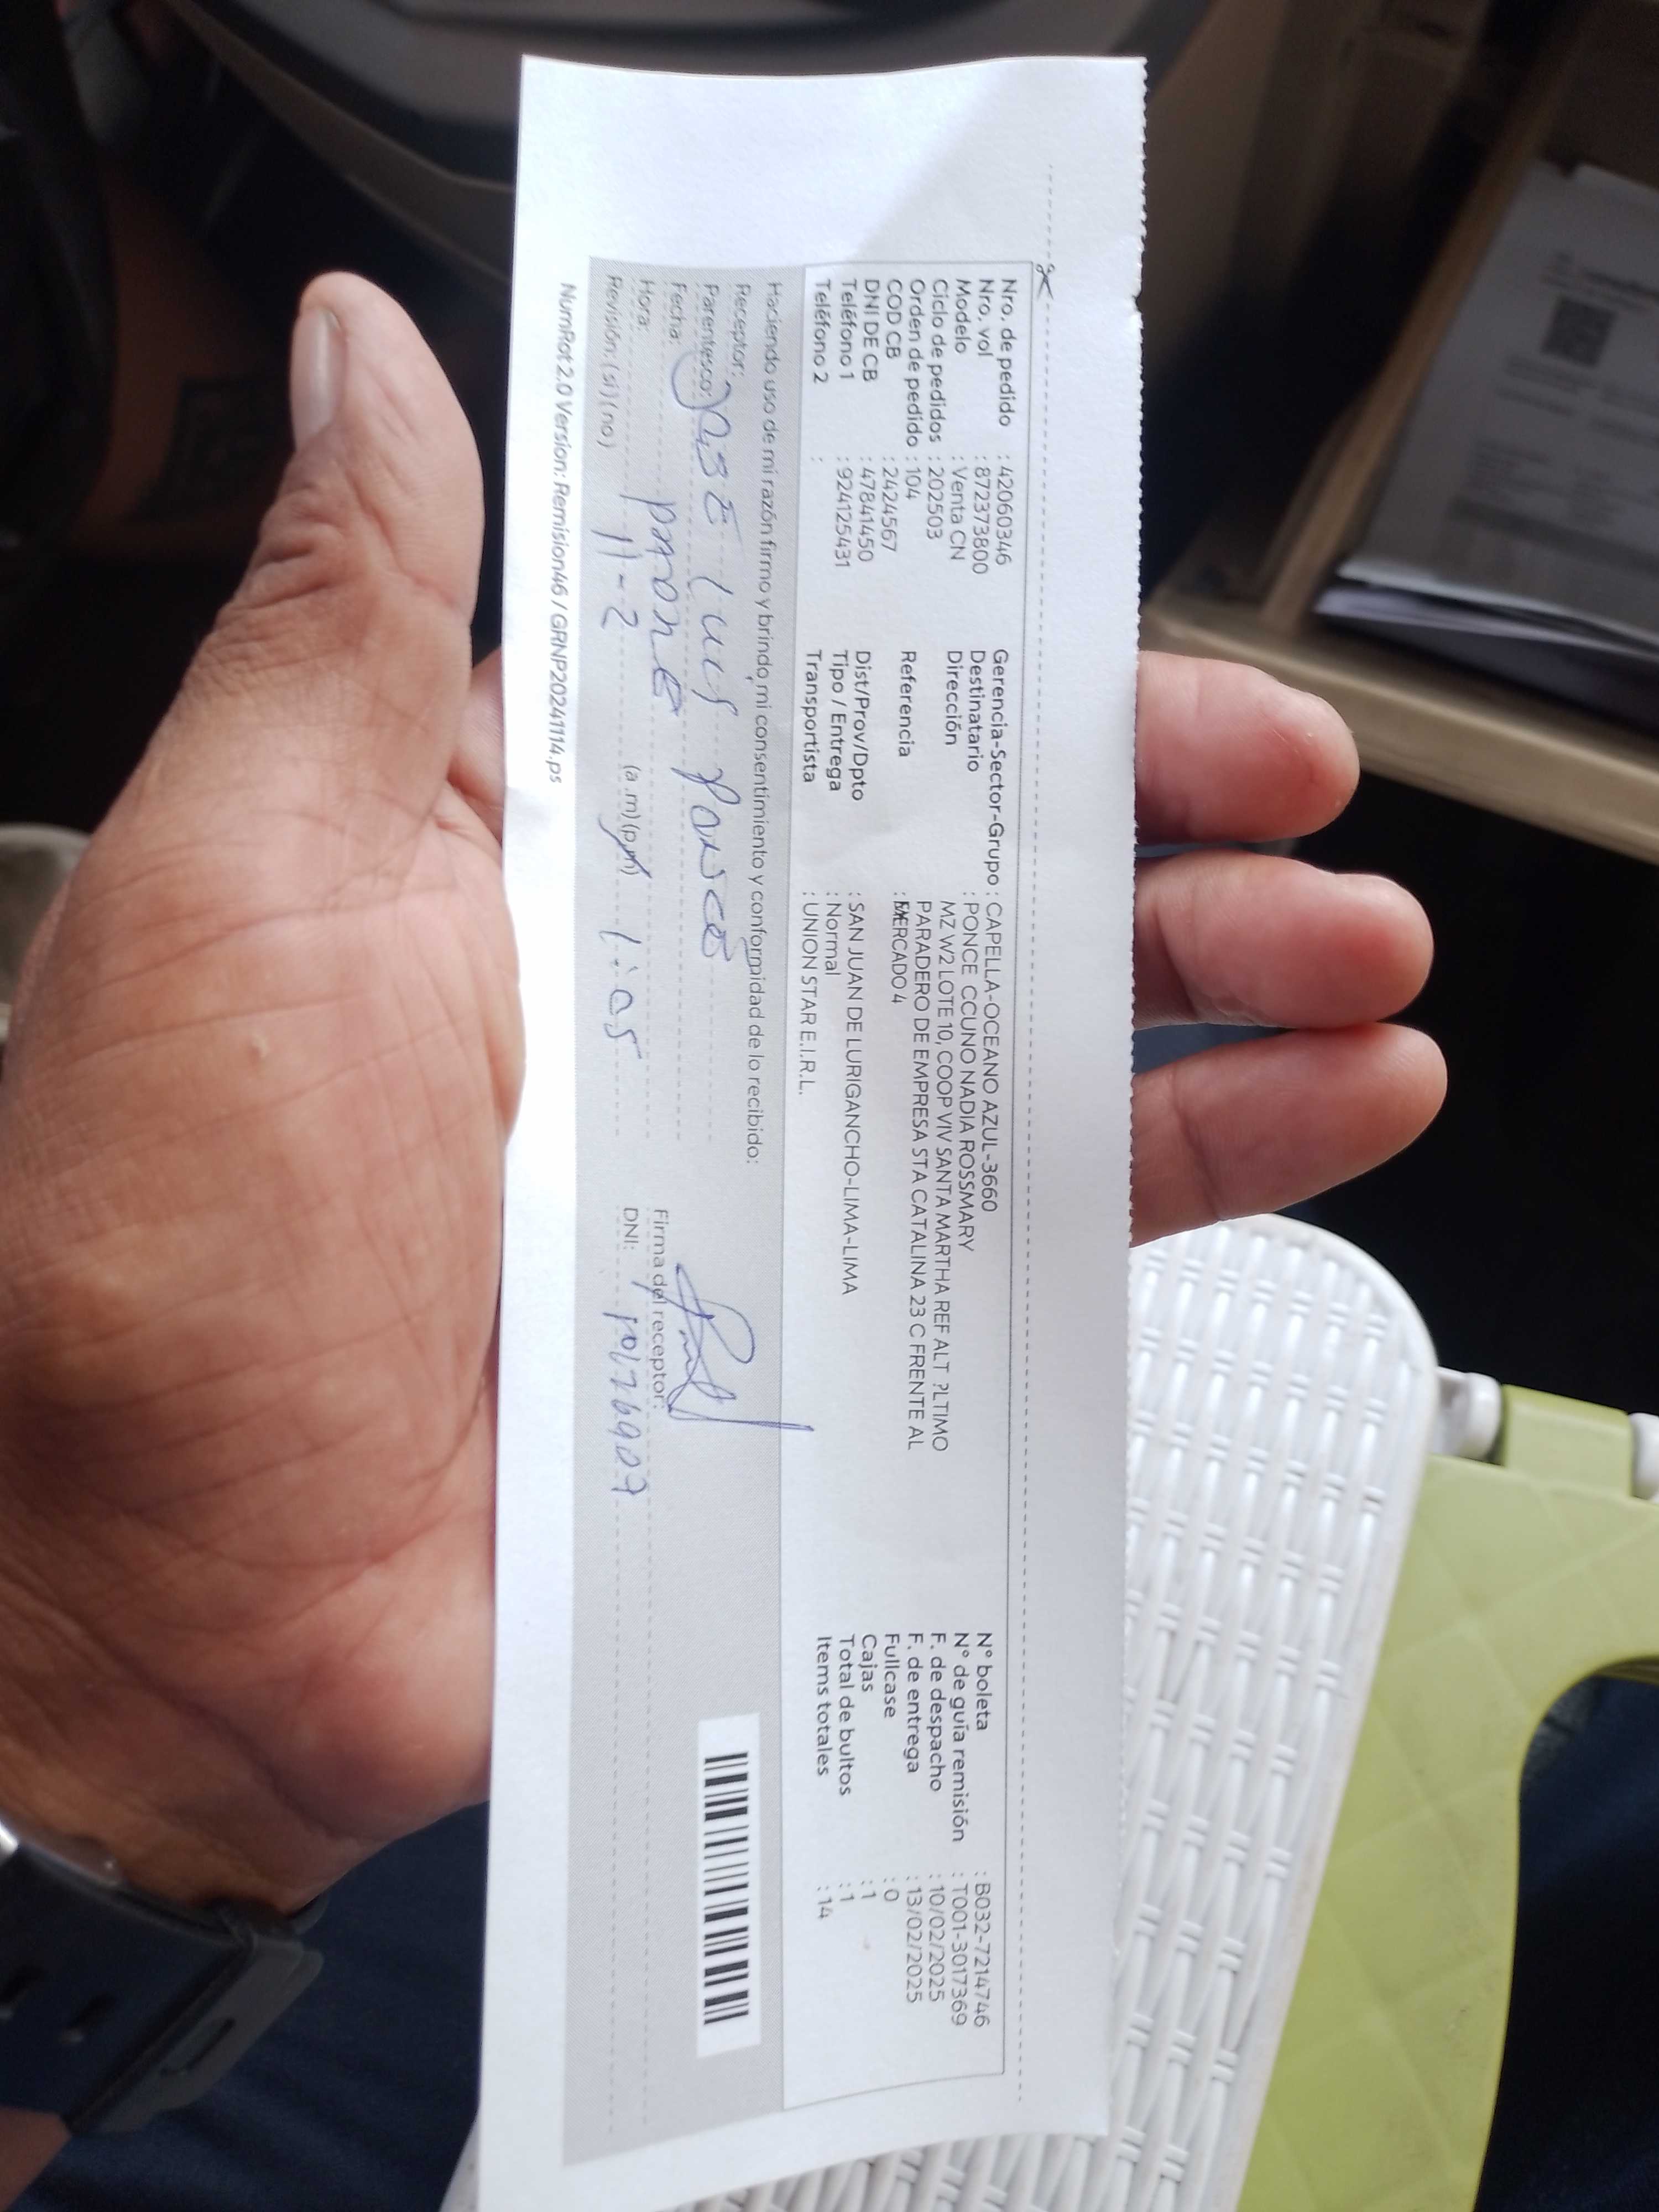 Nro. de pedido : 42060346
Nro. vol : 872373800
Modelo : Venta CN
Ciclo de pedidos : 202503
Orden de pedido : 104
COD CB : 2424567
DNI DE CB : 47841450
Teléfono 1 : 924125431
Teléfono 2 :
Gerencia-Sector-Grupo : CAPELLA-OCEANO AZUL-3660
Destinatario : PONCE CCUNO NADIA ROSSMARY
Dirección MZ W2 LOTE 10, COOP VIV SANTA MARTHA REF ALT ?LTIMO
PARADERO DE EMPRESA STA CATALINA 23 C FRENTE AL
Referencia : MERCADO 4
Dist/Prov/Dpto : SAN JUAN DE LURIGANCHO-LIMA-LIMA
Tipo / Entrega : Normal
Transportista : UNION STAR E.I.R.L.
N° boleta : B032-7214746
N° de guía remisión : T001-3017369
F. de despacho : 10/02/2025
F. de entrega : 13/02/2025
Fullcase : 0
Cajas : 1
Total de bultos : 1
Items totales : 14
Haciendo uso de mi razón firmo y brindo mi consentimiento y conformidad de lo recibido:
Receptor: José Luis Ponce
Parentesco: padre
Fecha: 11-2
Hora: (a.m)(p.m) 1:05
Revisión: (si) (no)
Firma del receptor:
DNI:
NumRot2.0 Version: Remision46 / GRNP20241114.ps